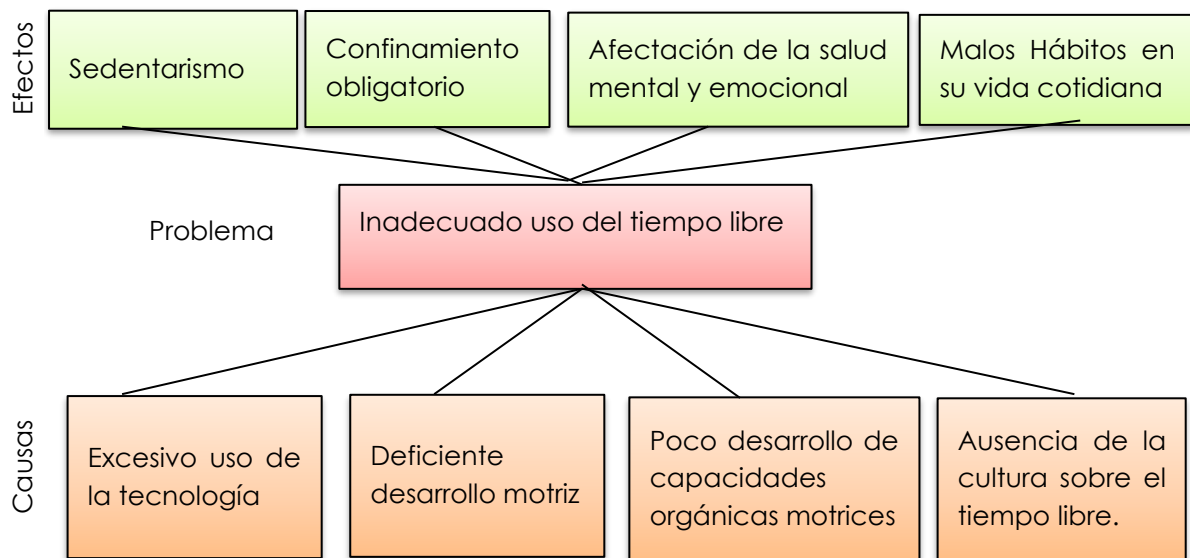 Efectos
Sedentarismo
Confinamiento
obligatorio
Afectación de la salud
mental y emocional
Malos Hábitos en
su vida cotidiana
Problema
Inadecuado uso del tiempo libre
Causas
Excesivo uso de
la tecnología
Deficiente
desarrollo motriz
Poco desarrollo de
capacidades
orgánicas motrices
Ausencia de la
cultura sobre el
tiempo libre.